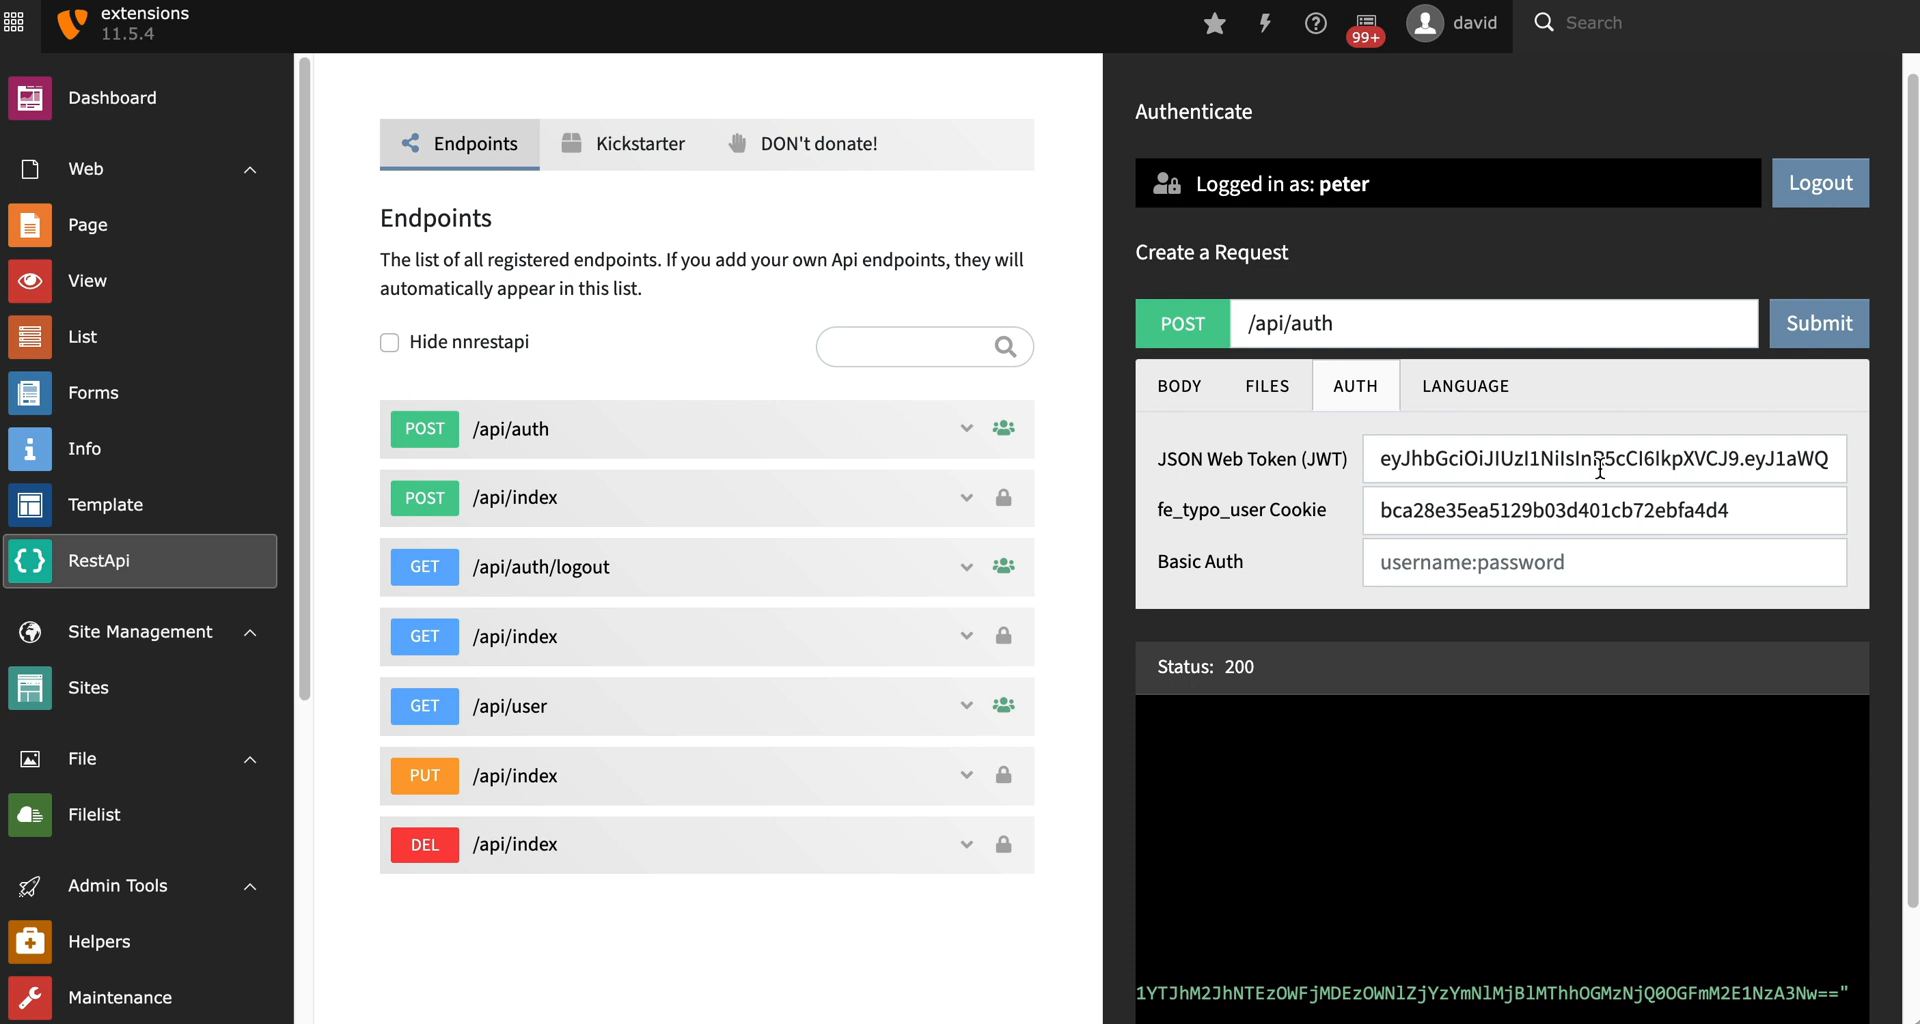 extensions
11.5.4
99+
david
Search
Dashboard
Web
Page
View
List
Forms
Info
Template
RestApi
Site Management
Sites
File
Filelist
Admin Tools
Helpers
Maintenance
Endpoints
Kickstarter
DON't donate!
Endpoints
The list of all registered endpoints. If you add your own Api endpoints, they will
automatically appear in this list.
Hide nnrestapi
POST /api/auth
POST /api/index
GET /api/auth/logout
GET /api/index
GET /api/user
PUT /api/index
DEL /api/index
Authenticate
Logged in as: peter
Logout
Create a Request
POST /api/auth
Submit
BODY FILES AUTH LANGUAGE
JSON Web Token (JWT)
fe_typo_user Cookie bca28e35ea5129b03d401cb72ebfa4d4
Basic Auth username:password
Status: 200